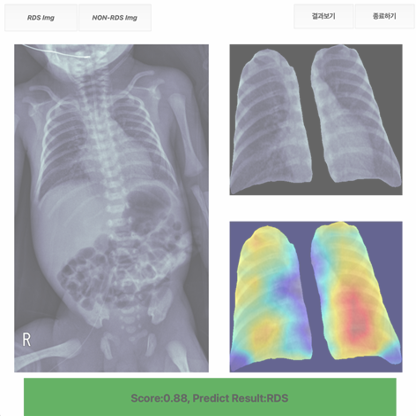 RDS Img
NON-RDS Img
결과보기
종료하기
R
Score:0.88, Predict Result:RDS